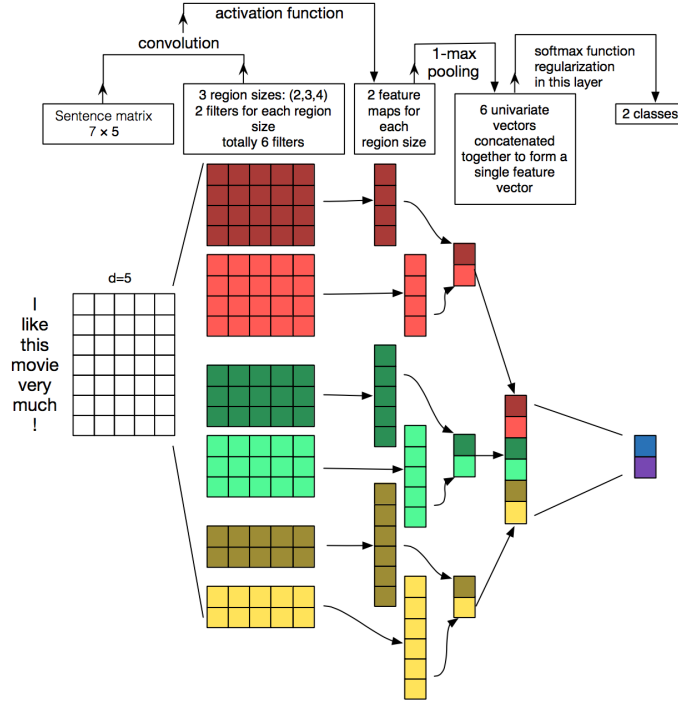 activation function
convolution
1-max
pooling
softmax function
regularization
in this layer
Sentence matrix
7 × 5
3 region sizes: (2,3,4)
2 filters for each region
size
totally 6 filters
2 feature
maps for
each
region size
6 univariate
vectors
concatenated
together to form a
single feature
vector
2 classes
d=5
I
like
this
movie
very
much
!